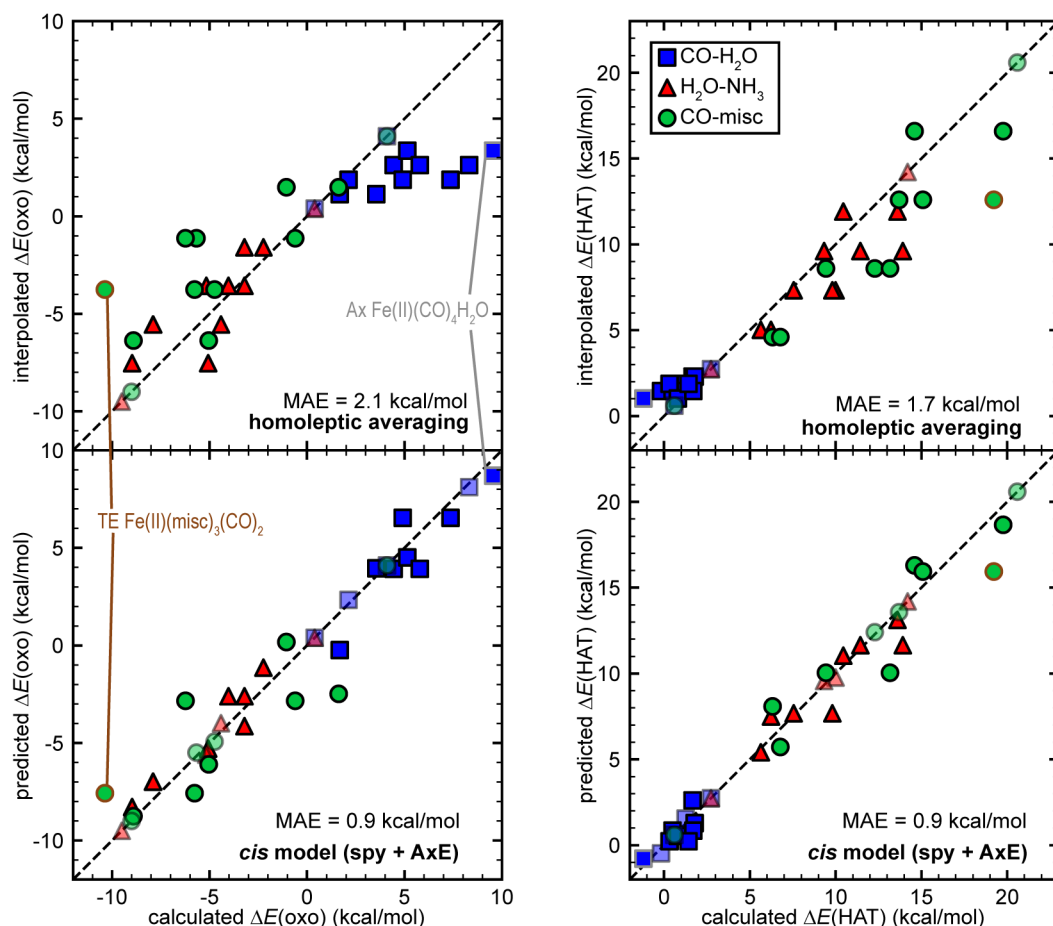 10
5
0
-5
-10
interpolated ΔE(oxo) (kcal/mol)
Ax Fe(II)(CO)₄H₂O
MAE = 2.1 kcal/mol
homoleptic averaging
20
15
10
5
0
interpolated ΔE(HAT) (kcal/mol)
CO-H₂O
H₂O-NH₃
CO-misc
MAE = 1.7 kcal/mol
homoleptic averaging
10
5
0
-5
-10
predicted ΔE(oxo) (kcal/mol)
TE Fe(II)(misc)₃(CO)₂
MAE = 0.9 kcal/mol
cis model (spy + AxE)
-10 -5 0 5 10
calculated ΔE(oxo) (kcal/mol)
20
15
10
5
0
predicted ΔE(HAT) (kcal/mol)
MAE = 0.9 kcal/mol
cis model (spy + AxE)
0 5 10 15 20
calculated ΔE(HAT) (kcal/mol)